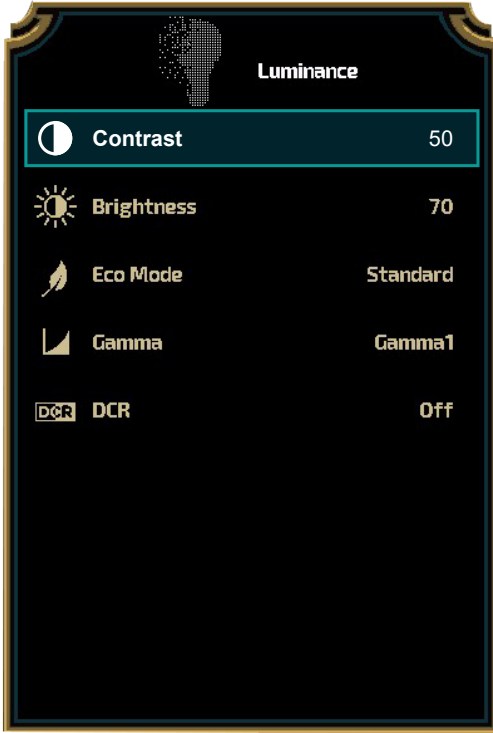 Luminance
Contrast 50
Brightness 70
Eco Mode Standard
Gamma Gamma1
DCR DCR Off